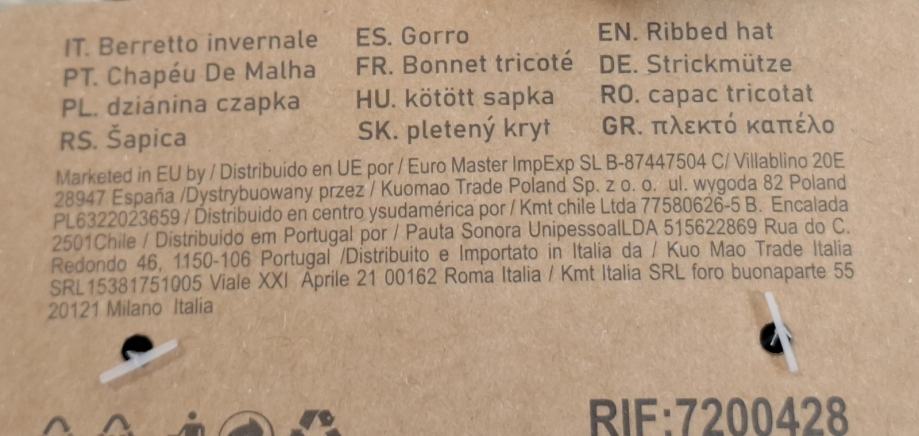 IT. Berretto invernale ES. Gorro EN. Ribbed hat
PT. Chapéu De Malha FR. Bonnet tricoté DE. Strickmütze
PL. dziánina czapka HU. kötött sapka RO. capac tricotat
RS. Šapica SK. pletený kryt GR. πλεκτό καπέλο
Marketed in EU by / Distribuido en UE por / Euro Master ImpExp SL B-87447504 C/ Villablino 20E
28947 España /Dystrybuowany przez / Kuomao Trade Poland Sp. z o. o. ul. wygoda 82 Poland
PL6322023659 / Distribuido en centro ysudamérica por / Kmt chile Ltda 77580626-5 B. Encalada
2501Chile / Distribuido em Portugal por / Pauta Sonora UnipessoalLDA 515622869 Rua do C.
Redondo 46, 1150-106 Portugal /Distribuito e Importato in Italia da / Kuo Mao Trade Italia
SRL15381751005 Viale XXI Aprile 21 00162 Roma Italia / Kmt Italia SRL foro buonaparte 55
20121 Milano Italia
RIF:7200428